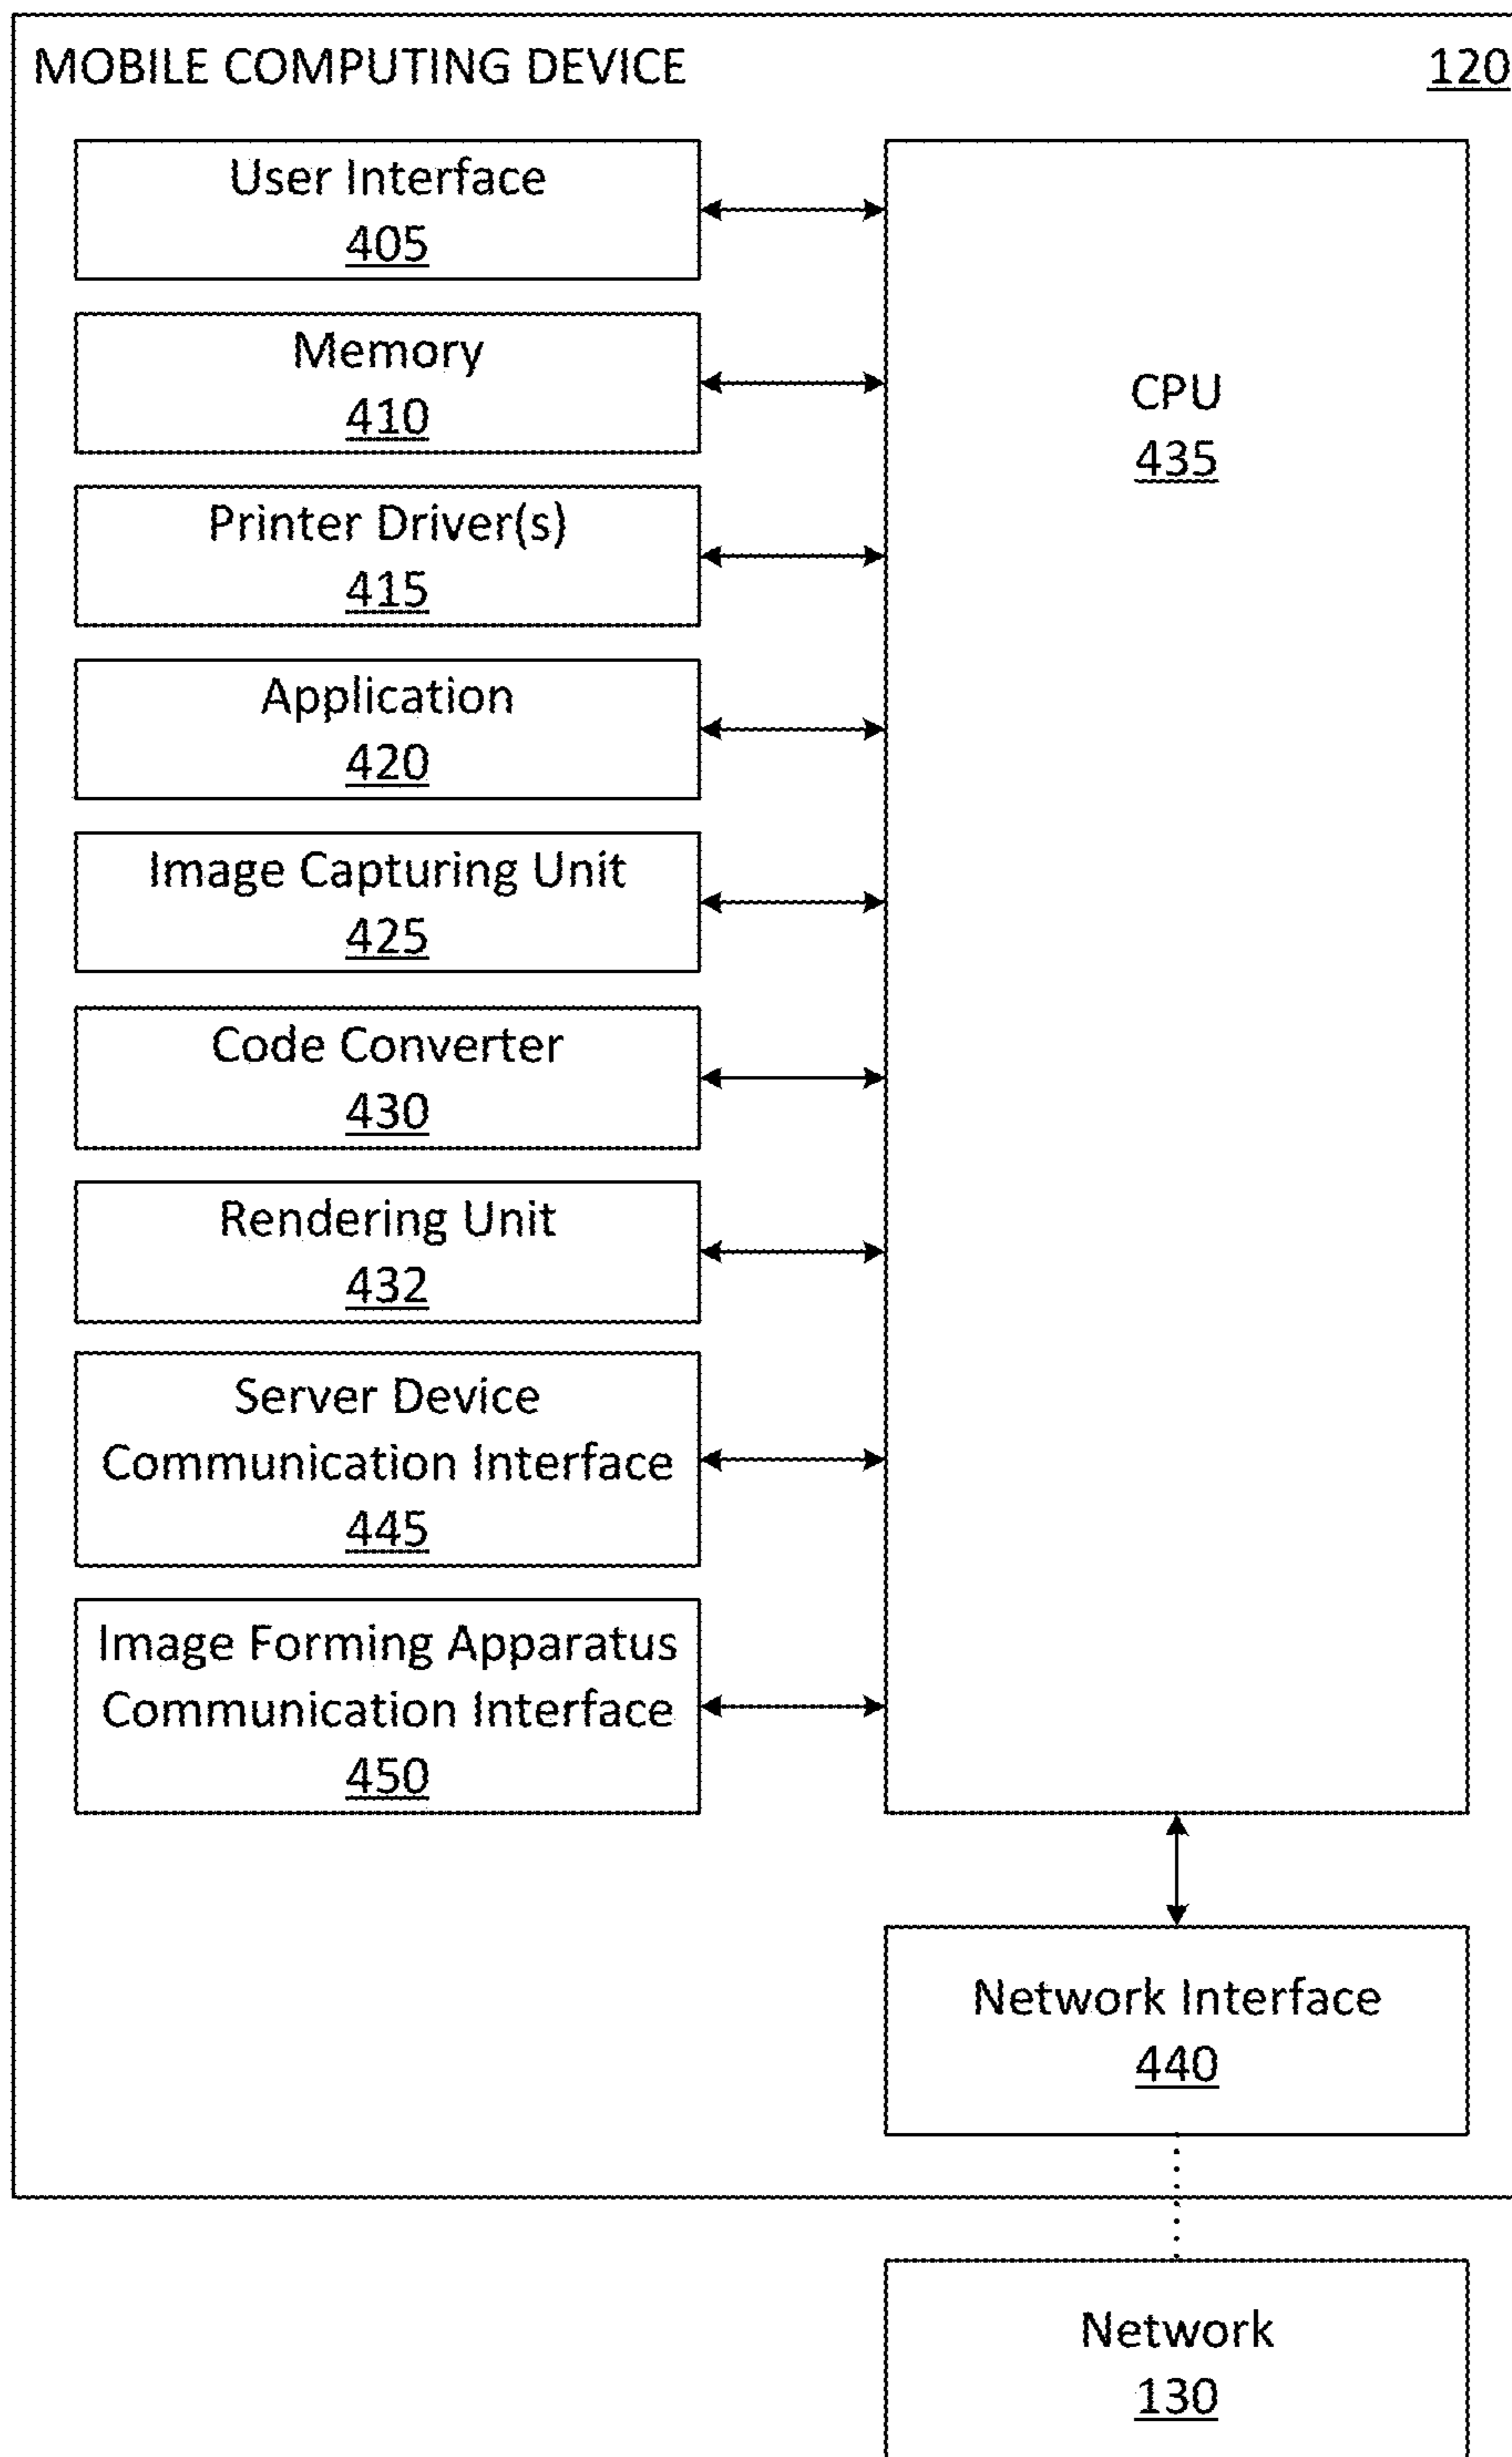 MOBILE COMPUTING DEVICE 120
User Interface
405
Memory
410
Printer Driver(s)
415
Application
420
Image Capturing Unit
425
Code Converter
430
Rendering Unit
432
Server Device
Communication Interface
445
Image Forming Apparatus
Communication Interface
450
CPU
435
Network Interface
440
Network
130